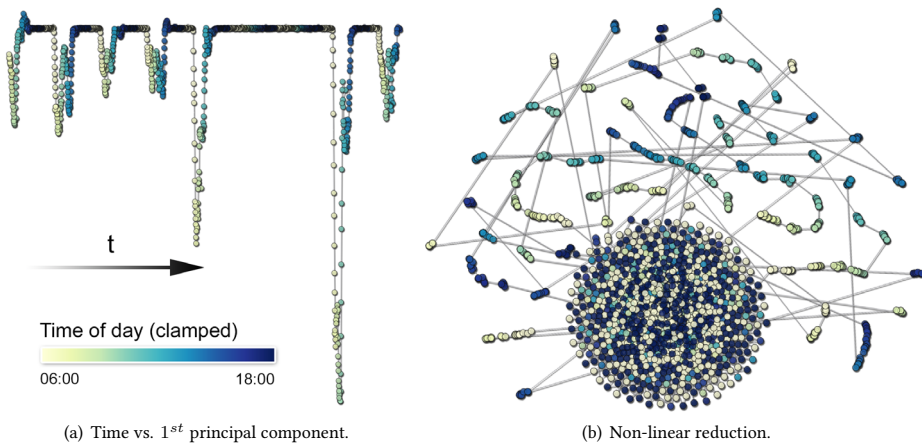 t
Time of day (clamped)
06:00 18:00
(a) Time vs. 1st principal component.
(b) Non-linear reduction.